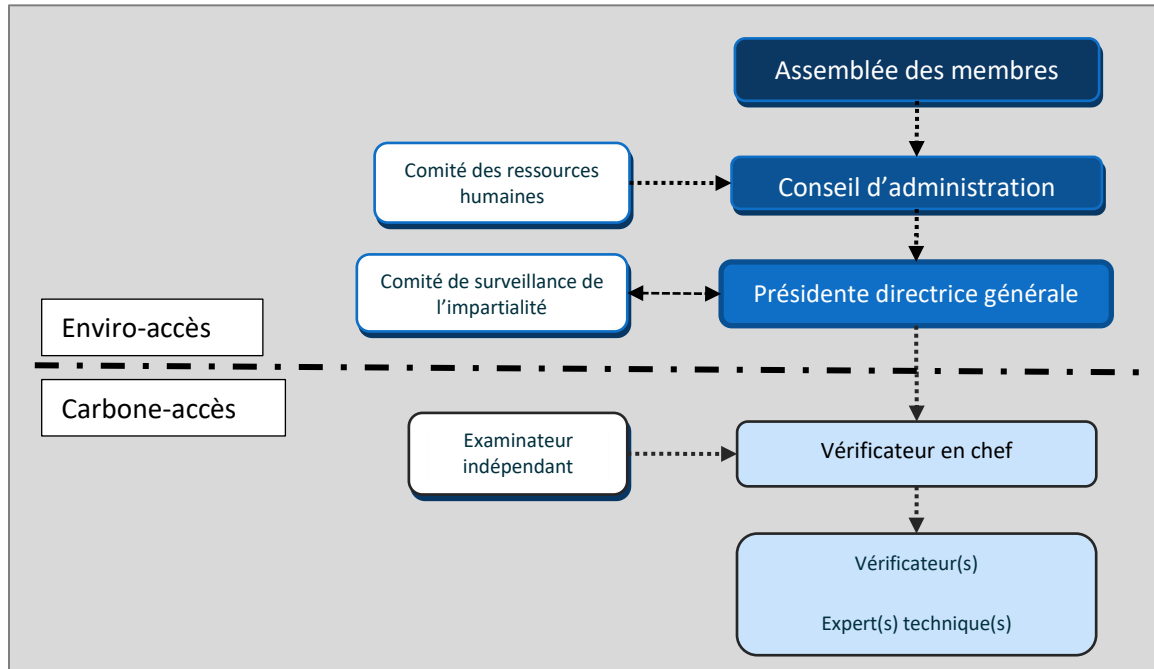 Assemblée des membres
Comité des ressources
humaines
Conseil d’administration
Comité de surveillance de
l’impartialité
Présidente directrice générale
Enviro-accès
Carbone-accès
Examinateur
indépendant
Vérificateur en chef
Vérificateur(s)
Expert(s) technique(s)